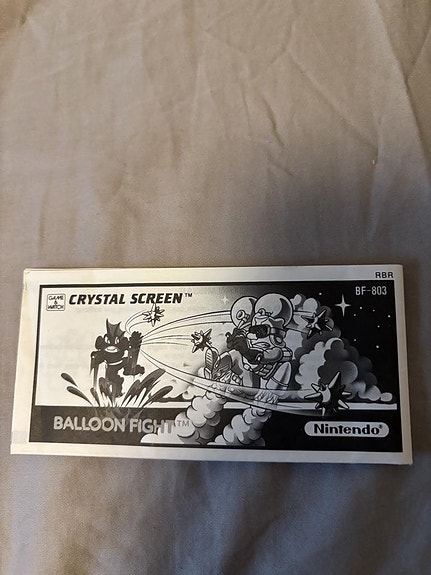 RBR
GAME & WATCH
CRYSTAL SCREEN™
BF-803
BALLOON FIGHT™
Nintendo®